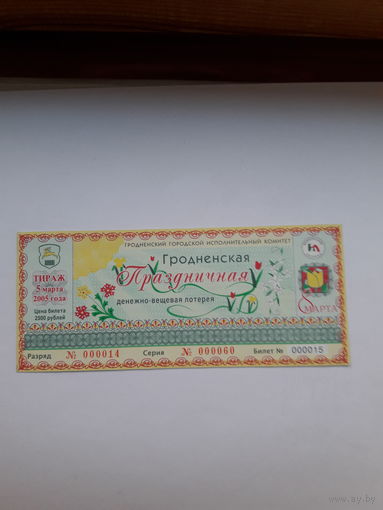 ГРОДНЕНСКИЙ ГОРОДСКОЙ ИСПОЛНИТЕЛЬНЫЙ КОМИТЕТ
Гродненская
Праздничная
денежно-вещевая лотерея
ТИРАЖ
5 марта
2005 года
Цена билета
2500 рублей
8
МАРТА
Разряд № 000014 Серия № 000060 Билет № 000015
www.ay.by